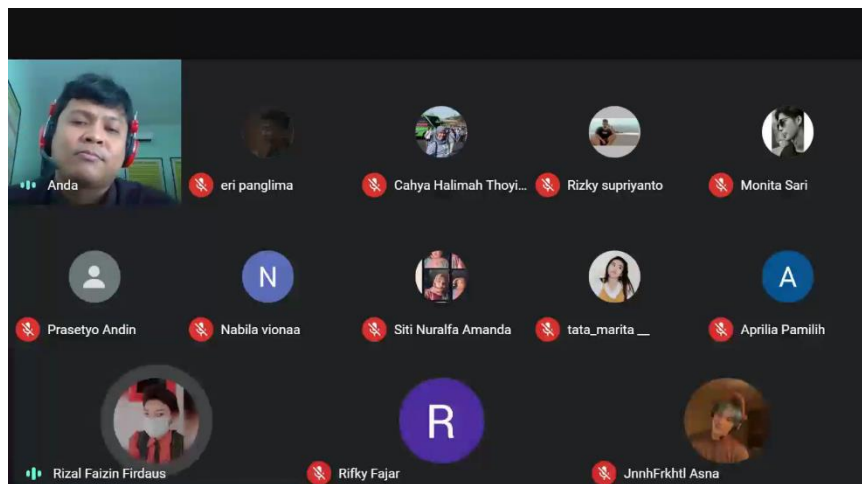 Anda
eri panglima
Cahya Halimah Thoyi...
Rizky supriyanto
Monita Sari
N
A
Prasetyo Andin
Nabila vionaa
Siti Nuralfa Amanda
tata_marita __
Aprilia Pamilih
R
Rizal Faizin Firdaus
Rifky Fajar
JnnhFrkhtl Asna